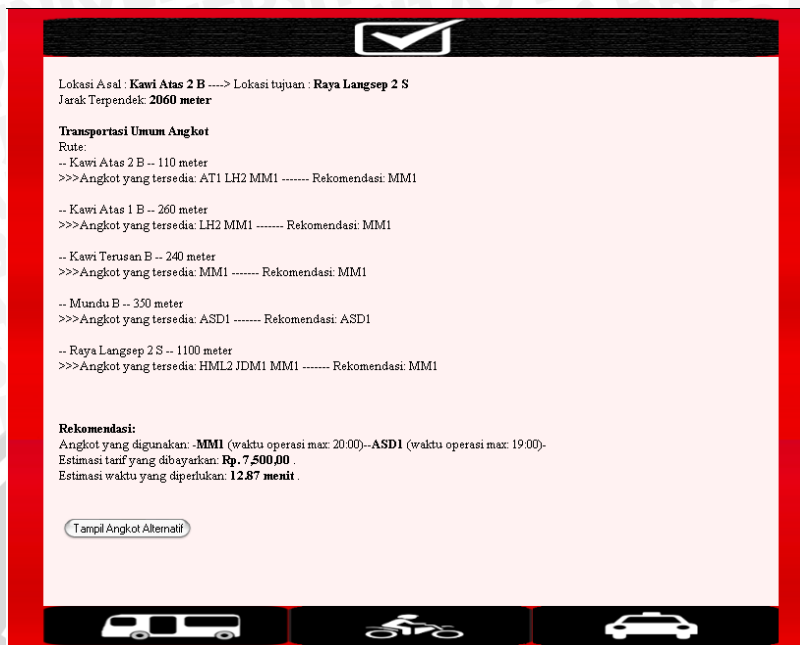 Lokasi Asal : Kawi Atas 2 B ----> Lokasi tujuan : Raya Langsep 2 S
Jarak Terpendek: 2060 meter
Transportasi Umum Angkot
Rute:
-- Kawi Atas 2 B -- 110 meter
>>>Angkot yang tersedia: AT1 LH2 MM1 ------- Rekomendasi: MM1
-- Kawi Atas 1 B -- 260 meter
>>>Angkot yang tersedia: LH2 MM1 ------- Rekomendasi: MM1
-- Kawi Terusan B -- 240 meter
>>>Angkot yang tersedia: MM1 ------- Rekomendasi: MM1
-- Mundu B -- 350 meter
>>>Angkot yang tersedia: ASD1 ------- Rekomendasi: ASD1
-- Raya Langsep 2 S -- 1100 meter
>>>Angkot yang tersedia: HML2 JDM1 MM1 ------- Rekomendasi: MM1
Rekomendasi:
Angkot yang digunakan: -MM1 (waktu operasi max: 20:00)--ASD1 (waktu operasi max: 19:00)-
Estimasi tarif yang dibayarkan: Rp. 7,500,00 .
Estimasi waktu yang diperlukan: 12.87 menit .
Tampil Angkot Alternatif